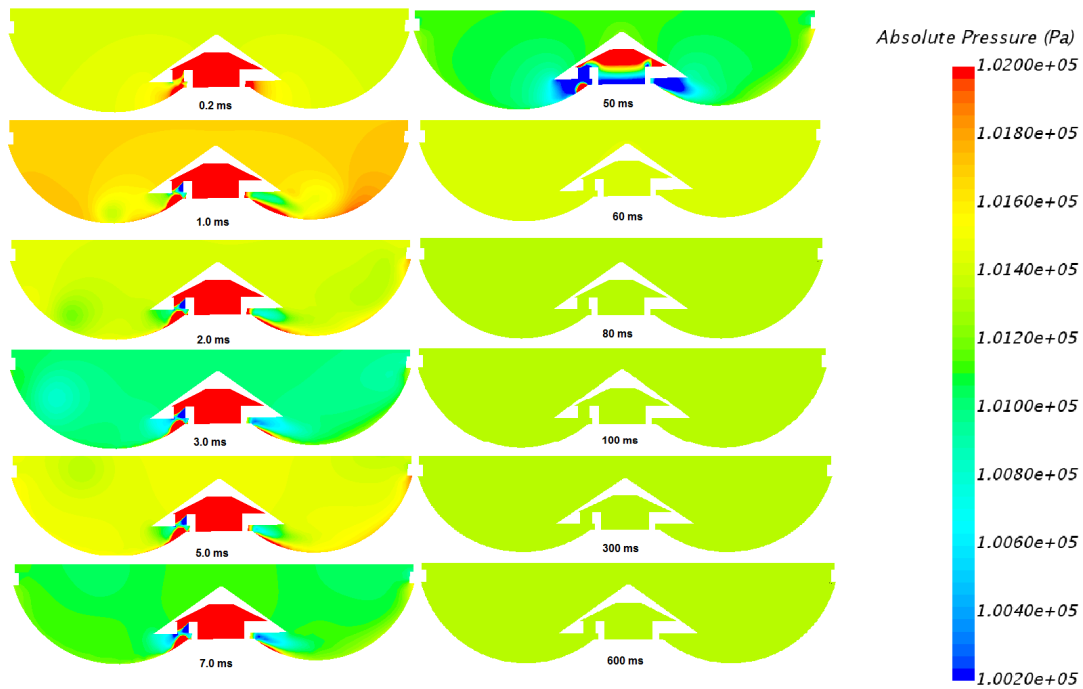 0.2 ms
1.0 ms
2.0 ms
3.0 ms
5.0 ms
7.0 ms
50 ms
60 ms
80 ms
100 ms
300 ms
600 ms
Absolute Pressure (Pa)
1.0200e+05
1.0180e+05
1.0160e+05
1.0140e+05
1.0120e+05
1.0100e+05
1.0080e+05
1.0060e+05
1.0040e+05
1.0020e+05